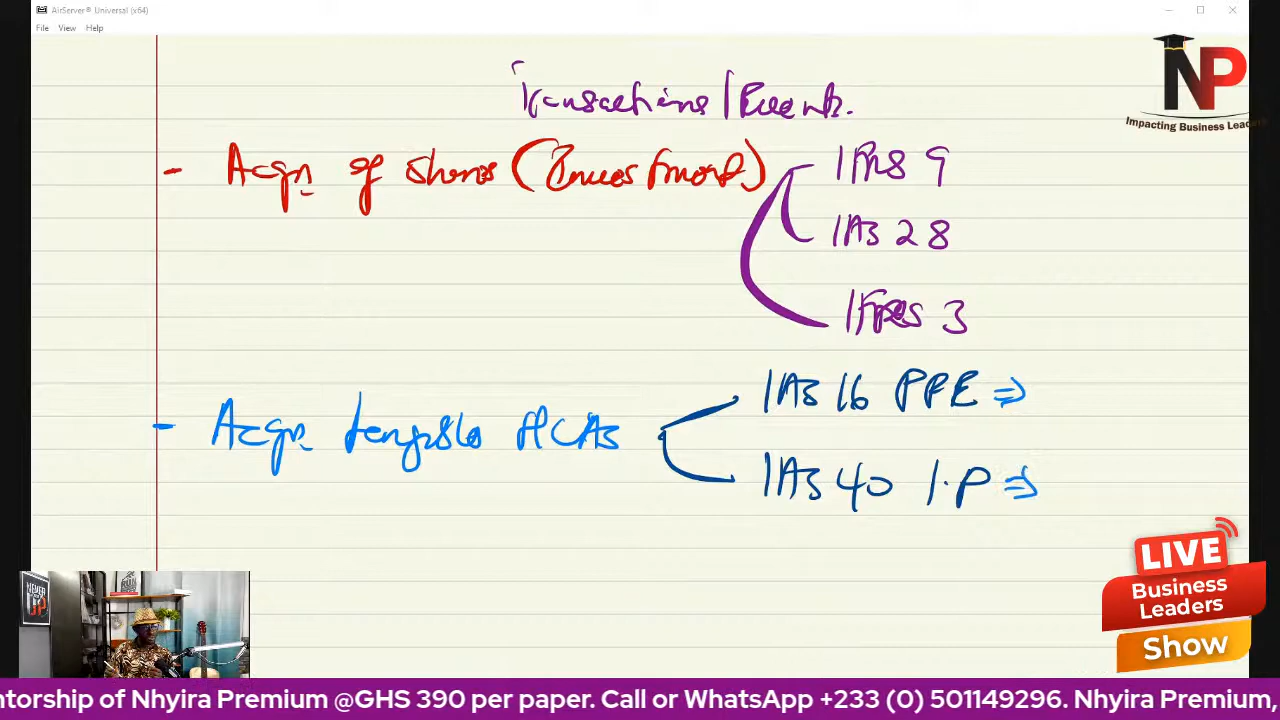 AirServer® Universal (x64)
File View Help
NP
Impacting Business Leade
Transactions/Events.
- Acqn of shares (Investment)
IFRS 9
IAS 28
IFRS 3
- Acqn tangible NCAs
IAS 16 PPE ⇒
IAS 40 I.P ⇒
LIVE
Business
Leaders
Show
ntorship of Nhyira Premium @GHS 390 per paper. Call or WhatsApp +233 (0) 501149296. Nhyira Premium,